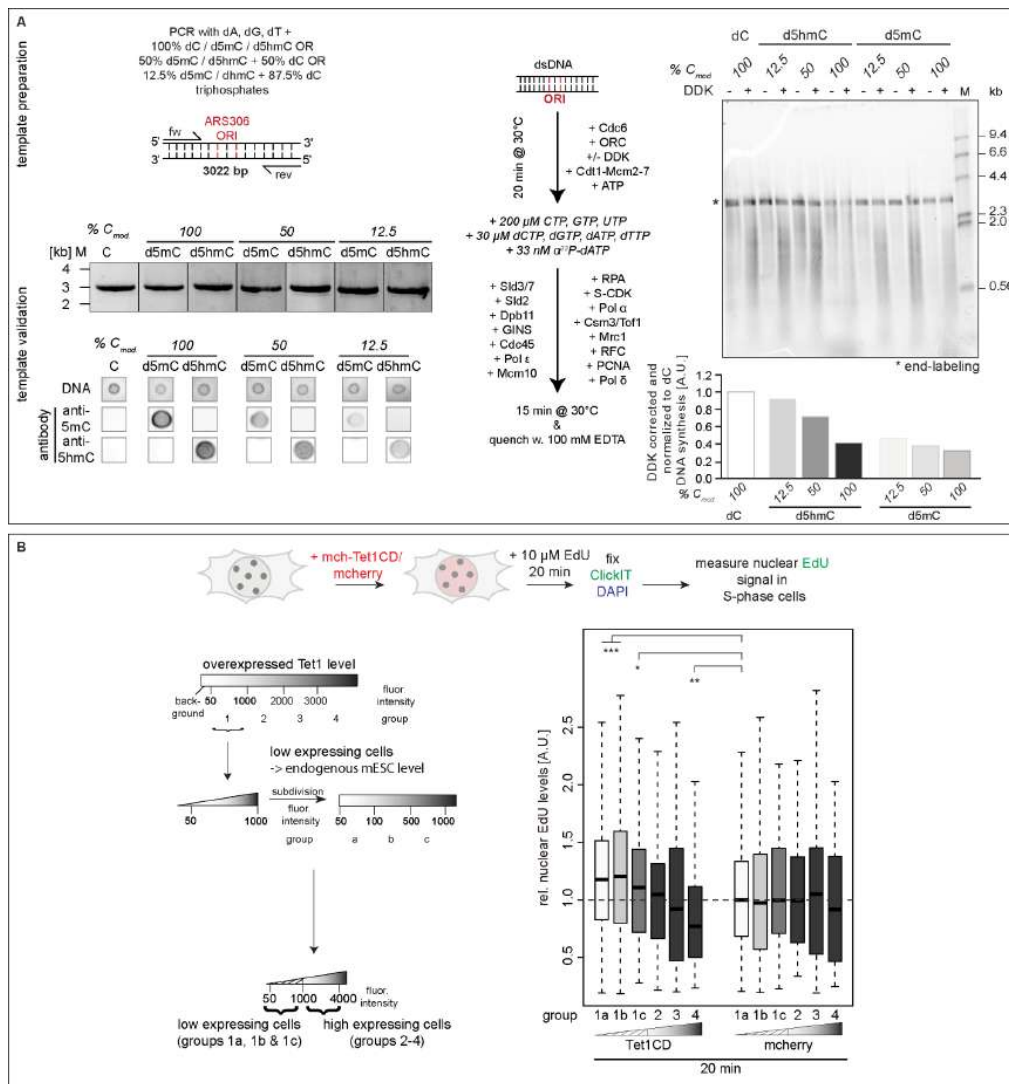 A
template preparation
PCR with dA, dG, dT +
100% dC / d5mC / d5hmC OR
50% d5mC / d5hmC + 50% dC OR
12.5% d5mC / dhmC + 87.5% dC
triphosphates
ARS306
ORI
fw
5' 3'
3' 5'
3022 bp
rev
template validation
% Cmod
100 50 12.5
[kb] M C d5mC d5hmC d5mC d5hmC d5mC d5hmC
4
3
2
% Cmod
100 50 12.5
C d5mC d5hmC d5mC d5hmC d5mC d5hmC
DNA
antibody
anti-
5mC
anti-
5hmC
dsDNA
ORI
20 min @ 30°C
+ Cdc6
+ ORC
+/- DDK
+ Cdt1-Mcm2-7
+ ATP
+ 200 µM CTP, GTP, UTP
+ 30 µM dCTP, dGTP, dATP, dTTP
+ 33 nM α³²P-dATP
+ Sld3/7
+ Sld2
+ Dpb11
+ GINS
+ Cdc45
+ Pol ε
+ Mcm10
+ RPA
+ S-CDK
+ Pol α
+ Csm3/Tof1
+ Mrc1
+ RFC
+ PCNA
+ Pol δ
15 min @ 30°C
&
quench w. 100 mM EDTA
dC d5hmC d5mC
% Cmod 100 12.5 50 100 12.5 50 100
DDK - + - + - + - + - + - + - + M kb
9.4
6.6
4.4
*
2.3
2.0
0.56
* end-labeling
DDK corrected and
normalized to dC
DNA synthesis [A.U.]
1.2
1.0
0.8
0.6
0.4
0.2
0.0
% Cmod 100 12.5 50 100 12.5 50 100
dC d5hmC d5mC
B
+ mch-Tet1CD/
mcherry
+ 10 µM EdU
20 min
fix
ClickIT
DAPI
measure nuclear EdU
signal in
S-phase cells
overexpressed Tet1 level
back-
ground
50 1000 2000 3000
fluor.
intensity
1 2 3 4 group
low expressing cells
-> endogenous mESC level
subdivision
fluor.
intensity
50 1000
50 100 500 1000
group a b c
50 1000 4000
fluor.
intensity
low expressing cells
(groups 1a, 1b & 1c)
high expressing cells
(groups 2-4)
***
*
**
rel. nuclear EdU levels [A.U.]
2.5
2.0
1.5
1.0
0.5
group 1a 1b 1c 2 3 4 1a 1b 1c 2 3 4
Tet1CD mcherry
20 min